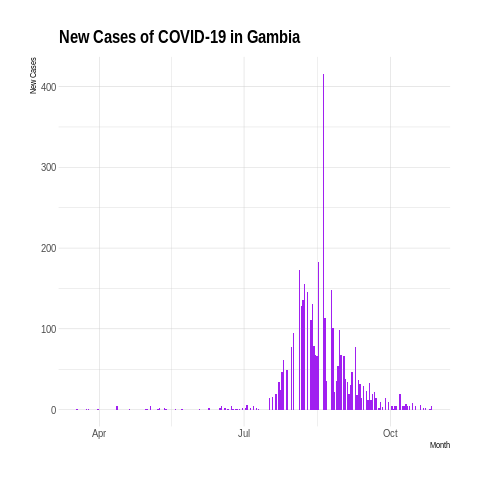 New Cases of COVID-19 in Gambia
New Cases
400
300
200
100
0
Apr
Jul
Oct
Month